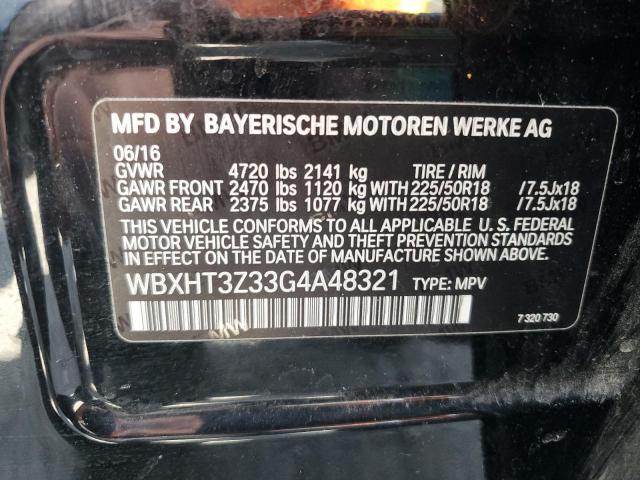 MFD BY BAYERISCHE MOTOREN WERKE AG
06/16
GVWR 4720 lbs 2141 kg TIRE / RIM
GAWR FRONT 2470 lbs 1120 kg WITH 225/50R18 /7.5Jx18
GAWR REAR 2375 lbs 1077 kg WITH 225/50R18 /7.5Jx18
THIS VEHICLE CONFORMS TO ALL APPLICABLE U. S. FEDERAL
MOTOR VEHICLE SAFETY, BUMPER, AND THEFT PREVENTION
STANDARDS IN EFFECT ON THE DATE OF MANUFACTURE SHOWN ABOVE.
WBXHT3Z33G4A48321 TYPE: MPV
7 320 730